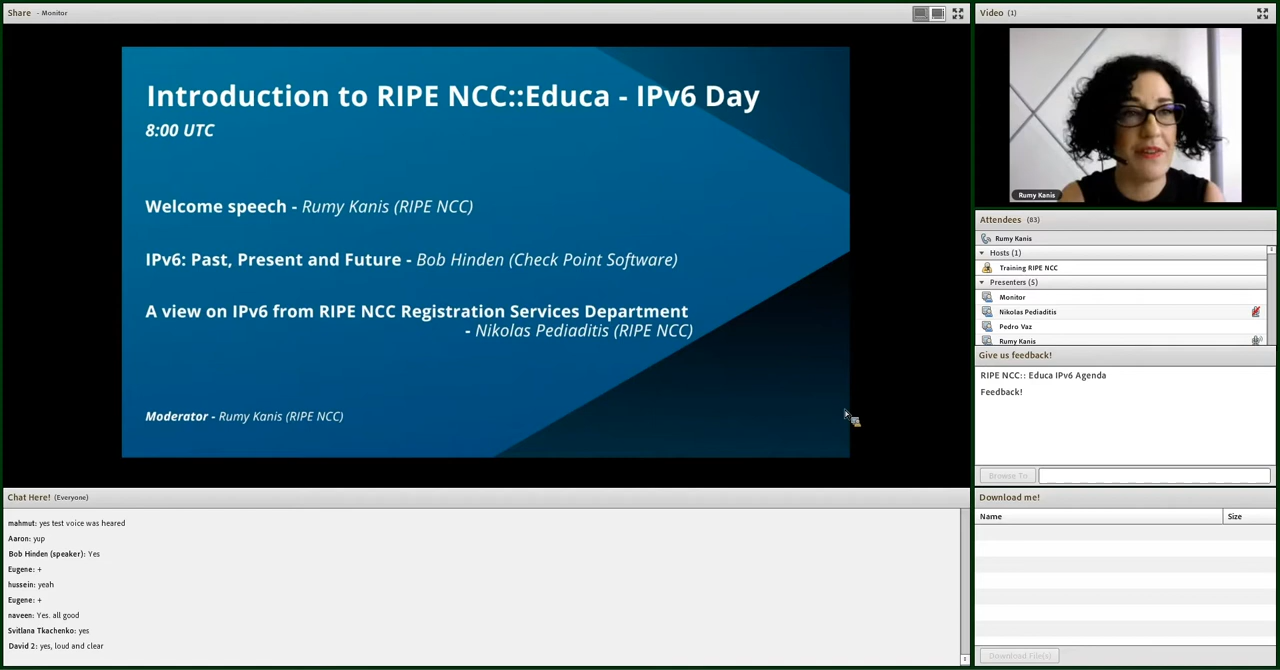 Share - Monitor
Introduction to RIPE NCC::Educa - IPv6 Day
8:00 UTC
Welcome speech - Rumy Kanis (RIPE NCC)
IPv6: Past, Present and Future - Bob Hinden (Check Point Software)
A view on IPv6 from RIPE NCC Registration Services Department
- Nikolas Pediaditis (RIPE NCC)
Moderator - Rumy Kanis (RIPE NCC)
Chat Here! (Everyone)
mahmut: yes test voice was heared
Aaron: yup
Bob Hinden (speaker): Yes
Eugene: +
hussein: yeah
Eugene: +
naveen: Yes. all good
Svitlana Tkachenko: yes
David 2: yes, loud and clear
Video (1)
Rumy Kanis
Attendees (83)
Rumy Kanis
Hosts (1)
Training RIPE NCC
Presenters (5)
Monitor
Nikolas Pediaditis
Pedro Vaz
Rumy Kanis
Give us feedback!
RIPE NCC:: Educa IPv6 Agenda
Feedback!
Browse To
Download me!
Name Size
Download File(s)